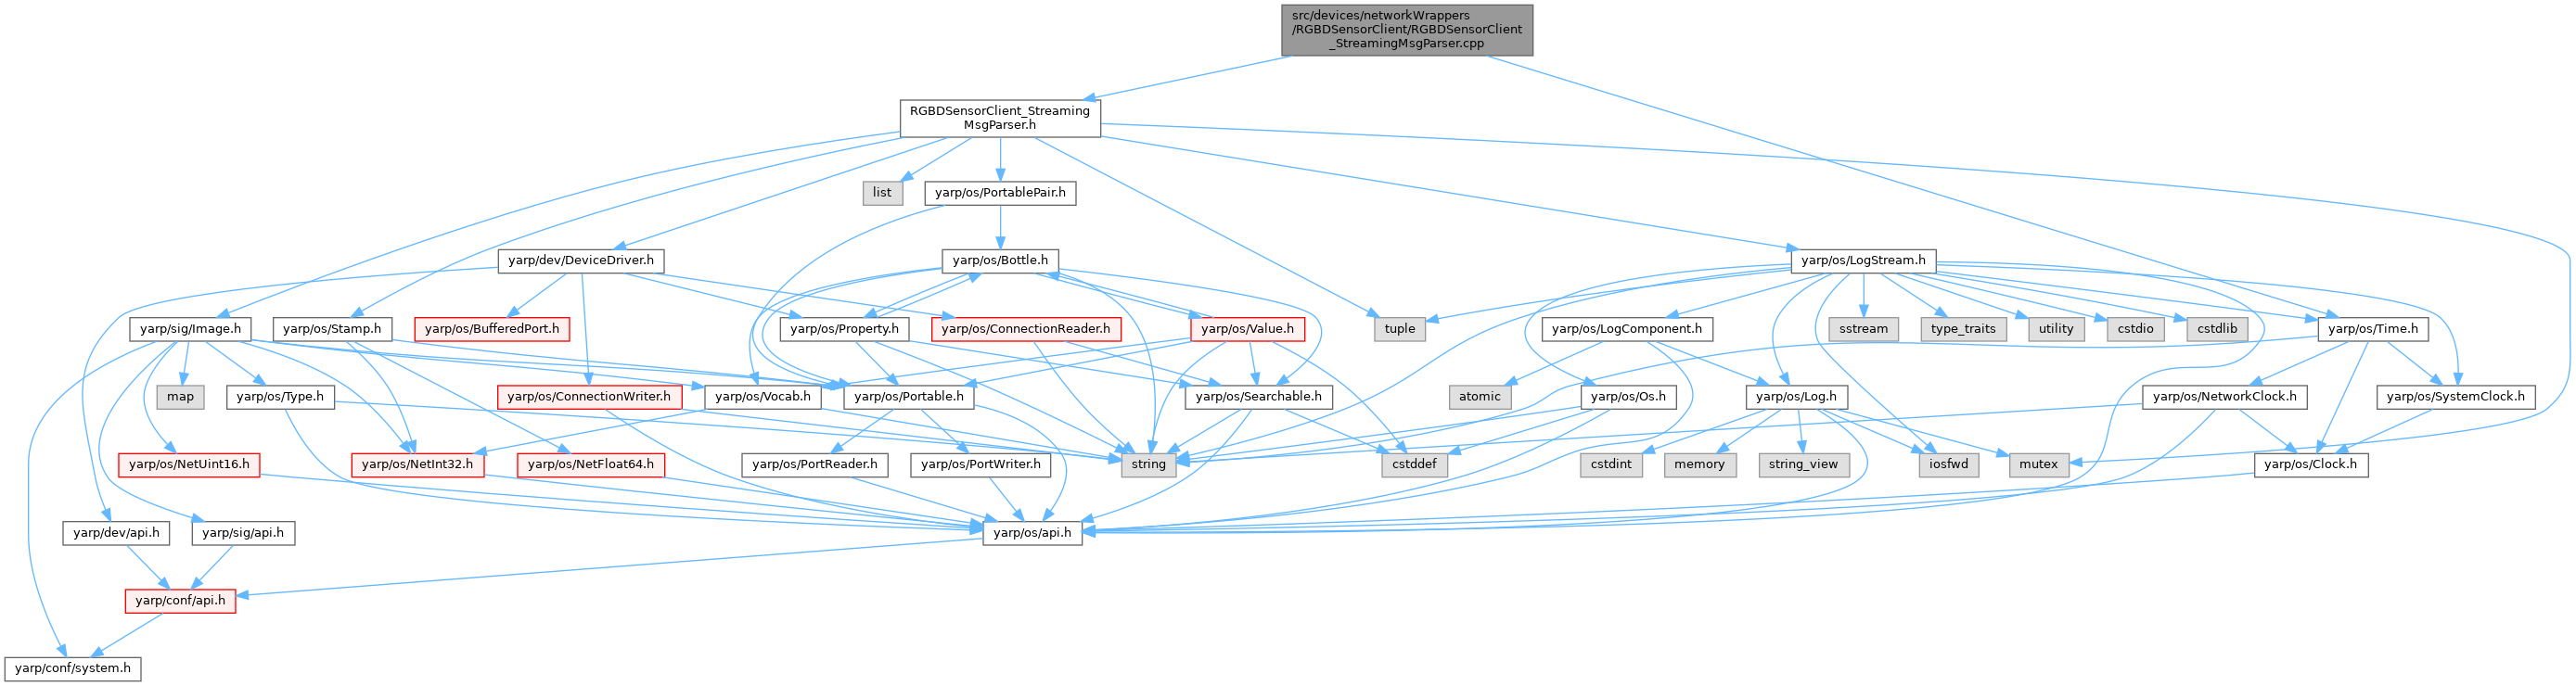 src/devices/networkWrappers
/RGBDSensorClient/RGBDSensorClient
_StreamingMsgParser.cpp
RGBDSensorClient_Streaming
MsgParser.h
list
yarp/os/PortablePair.h
yarp/dev/DeviceDriver.h
yarp/os/Bottle.h
yarp/os/LogStream.h
yarp/sig/Image.h
yarp/os/Stamp.h
yarp/os/BufferedPort.h
yarp/os/Property.h
yarp/os/ConnectionReader.h
yarp/os/Value.h
tuple
yarp/os/LogComponent.h
sstream
type_traits
utility
cstdio
cstdlib
yarp/os/Time.h
map
yarp/os/Type.h
yarp/os/ConnectionWriter.h
yarp/os/Vocab.h
yarp/os/Portable.h
yarp/os/Searchable.h
atomic
yarp/os/Os.h
yarp/os/Log.h
yarp/os/NetworkClock.h
yarp/os/SystemClock.h
yarp/os/NetUint16.h
yarp/os/NetInt32.h
yarp/os/NetFloat64.h
yarp/os/PortReader.h
yarp/os/PortWriter.h
string
cstddef
cstdint
memory
string_view
iosfwd
mutex
yarp/os/Clock.h
yarp/dev/api.h
yarp/sig/api.h
yarp/os/api.h
yarp/conf/api.h
yarp/conf/system.h